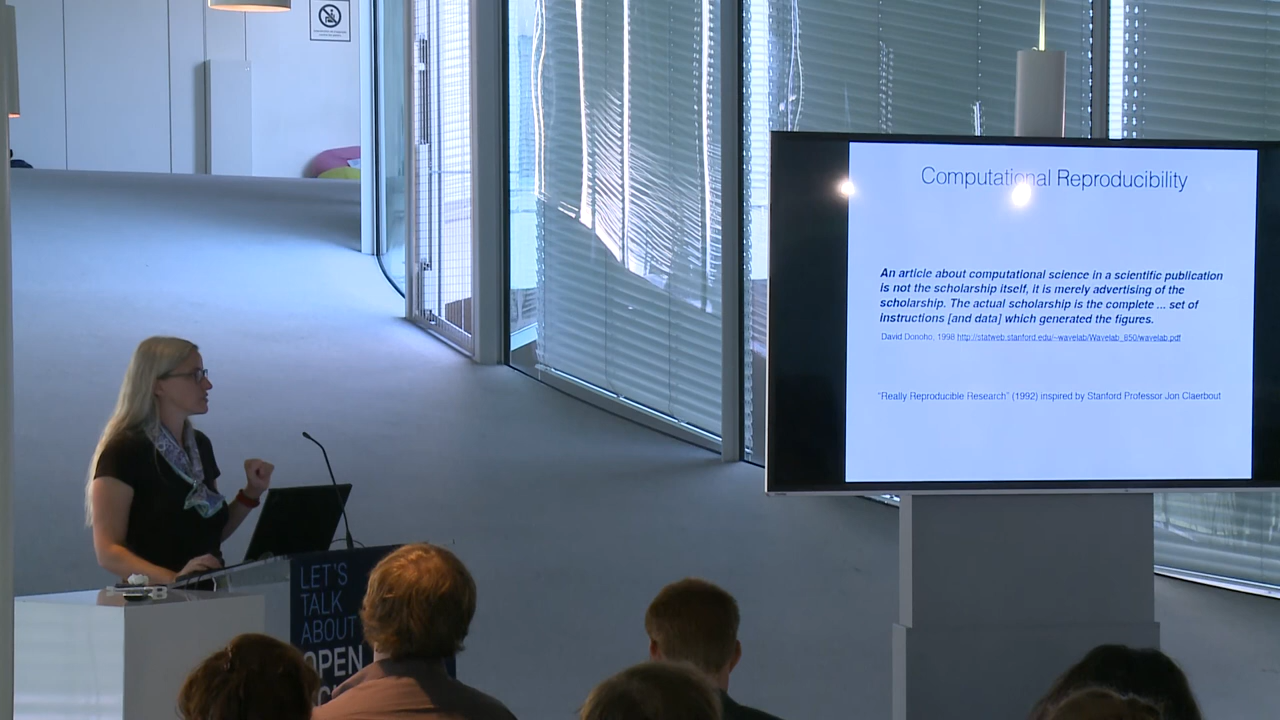 Computational Reproducibility
An article about computational science in a scientific publication
is not the scholarship itself, it is merely advertising of the
scholarship. The actual scholarship is the complete ... set of
instructions [and data] which generated the figures.
David Donoho, 1998 http://statweb.stanford.edu/~wavelab/Wavelab_850/wavelab.pdf
"Really Reproducible Research" (1992) inspired by Stanford Professor Jon Claerbout
LET'S
TALK
ABOUT
OPEN